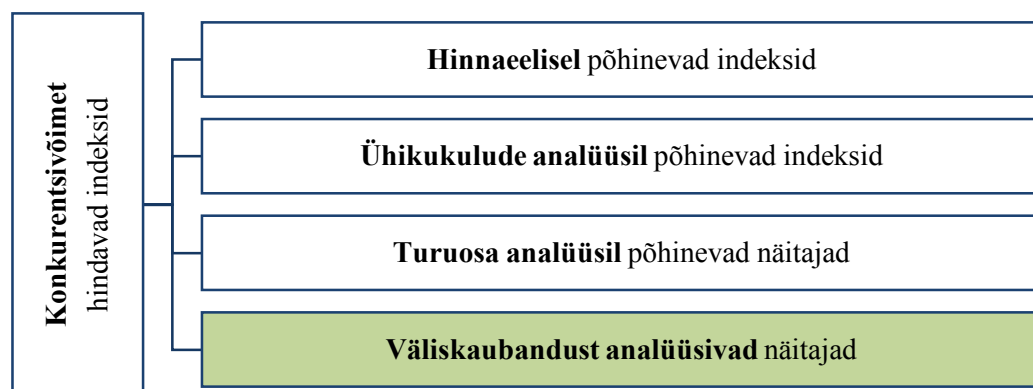 Konkurentsivõimet
hindavad indeksid
Hinnaeelisel põhinevad indeksid
Ühikukulude analüüsil põhinevad indeksid
Turuosa analüüsil põhinevad näitajad
Väliskaubandust analüüsivad näitajad